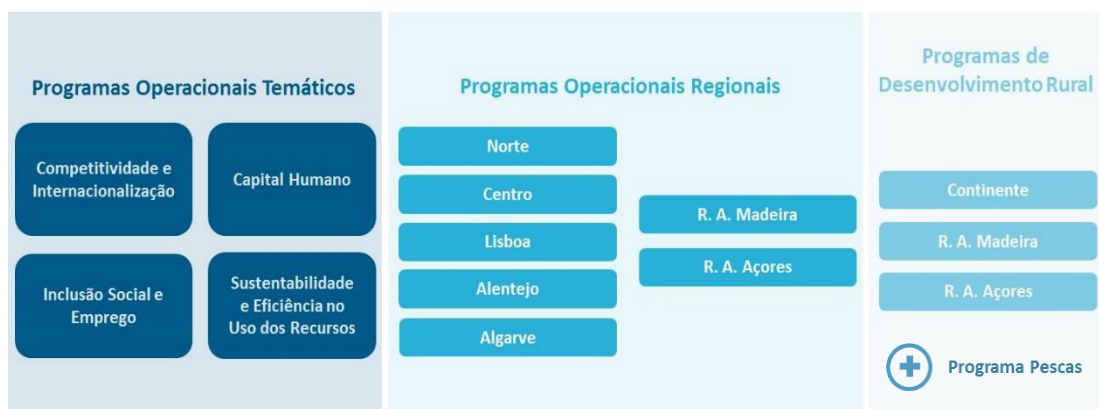 Programas Operacionais Temáticos
Competitividade e
Internacionalização
Capital Humano
Inclusão Social e
Emprego
Sustentabilidade
e Eficiência no
Uso dos Recursos
Programas Operacionais Regionais
Norte
Centro
Lisboa
Alentejo
Algarve
R. A. Madeira
R. A. Açores
Programas de
Desenvolvimento Rural
Continente
R. A. Madeira
R. A. Açores
Programa Pescas